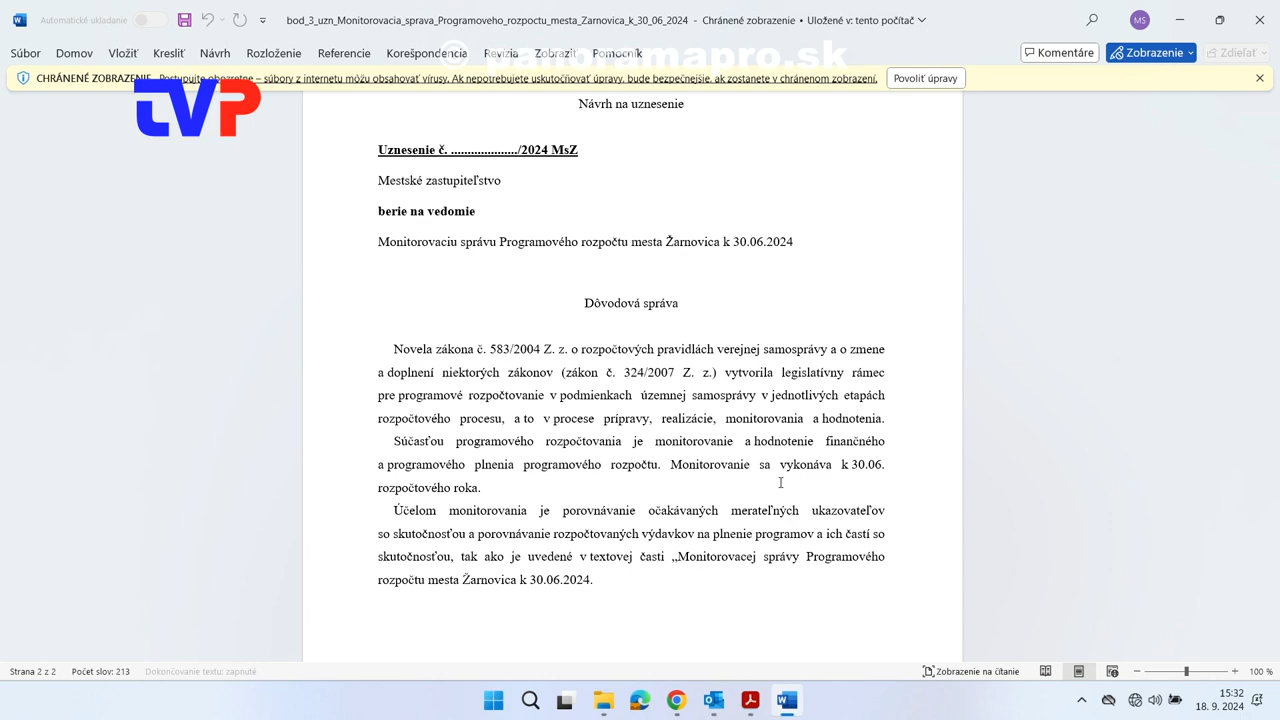 bod_3_uzn_Monitorovacia_sprava_Programoveho_rozpoctu_mesta_Zarnovica_k_30_06_2024 - Chránené zobrazenie • Uložené v: tento počítač
Automatické ukladanie
MS
Súbor Domov Vložiť Kresliť Návrh Rozloženie Referencie Korešpondencia Revízia Zobraziť Pomocník
Komentáre Zobrazenie Zdieľať
© vanoramapro.sk
CHRÁNENÉ ZOBRAZENIE Postupujte obozretne – súbory z internetu môžu obsahovať vírusy. Ak nepotrebujete uskutočňovať úpravy, bude bezpečnejšie, ak zostanete v chránenom zobrazení. Povoliť úpravy
TVP
Návrh na uznesenie
Uznesenie č. ..................../2024 MsZ
Mestské zastupiteľstvo
berie na vedomie
Monitorovaciu správu Programového rozpočtu mesta Žarnovica k 30.06.2024
Dôvodová správa
Novela zákona č. 583/2004 Z. z. o rozpočtových pravidlách verejnej samosprávy a o zmene
a doplnení niektorých zákonov (zákon č. 324/2007 Z. z.) vytvorila legislatívny rámec
pre programové rozpočtovanie v podmienkach územnej samosprávy v jednotlivých etapách
rozpočtového procesu, a to v procese prípravy, realizácie, monitorovania a hodnotenia.
Súčasťou programového rozpočtovania je monitorovanie a hodnotenie finančného
a programového plnenia programového rozpočtu. Monitorovanie sa vykonáva k 30.06.
rozpočtového roka.
Účelom monitorovania je porovnávanie očakávaných merateľných ukazovateľov
so skutočnosťou a porovnávanie rozpočtovaných výdavkov na plnenie programov a ich častí so
skutočnosťou, tak ako je uvedené v textovej časti „Monitorovacej správy Programového
rozpočtu mesta Žarnovica k 30.06.2024.
Strana 2 z 2 Počet slov: 213 Dokončovanie textu: zapnuté Zobrazenie na čítanie 100 %
15:32
18. 9. 2024